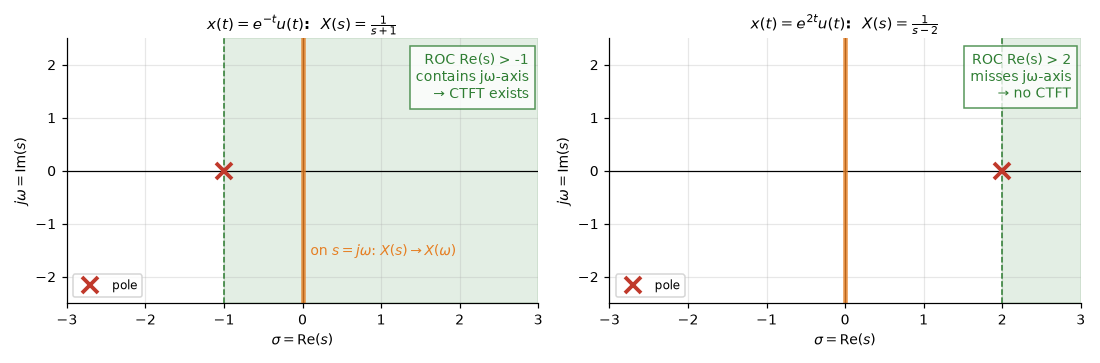 x(t) = e^{-t}u(t): X(s) = \frac{1}{s+1}
ROC Re(s) > -1
contains jω-axis
→ CTFT exists
on s = jω: X(s) → X(ω)
pole
jω = Im(s)
2
1
0
−1
−2
−3 −2 −1 0 1 2 3
σ = Re(s)
x(t) = e^{2t}u(t): X(s) = \frac{1}{s-2}
ROC Re(s) > 2
misses jω-axis
→ no CTFT
pole
jω = Im(s)
2
1
0
−1
−2
−3 −2 −1 0 1 2 3
σ = Re(s)